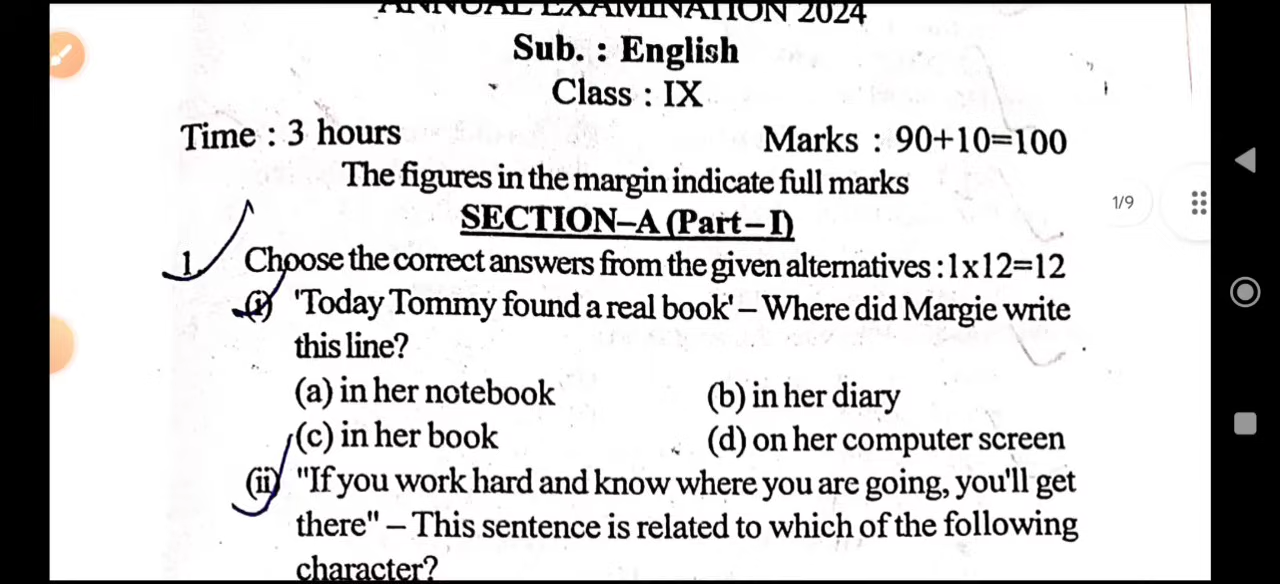 ANNUAL EXAMINATION 2024
Sub. : English
Class : IX
Time : 3 hours Marks : 90+10=100
The figures in the margin indicate full marks
1/9
SECTION–A (Part–I)
1. Choose the correct answers from the given alternatives :1x12=12
(i) 'Today Tommy found a real book' – Where did Margie write
this line?
(a) in her notebook (b) in her diary
(c) in her book (d) on her computer screen
(ii) "If you work hard and know where you are going, you'll get
there" – This sentence is related to which of the following
character?